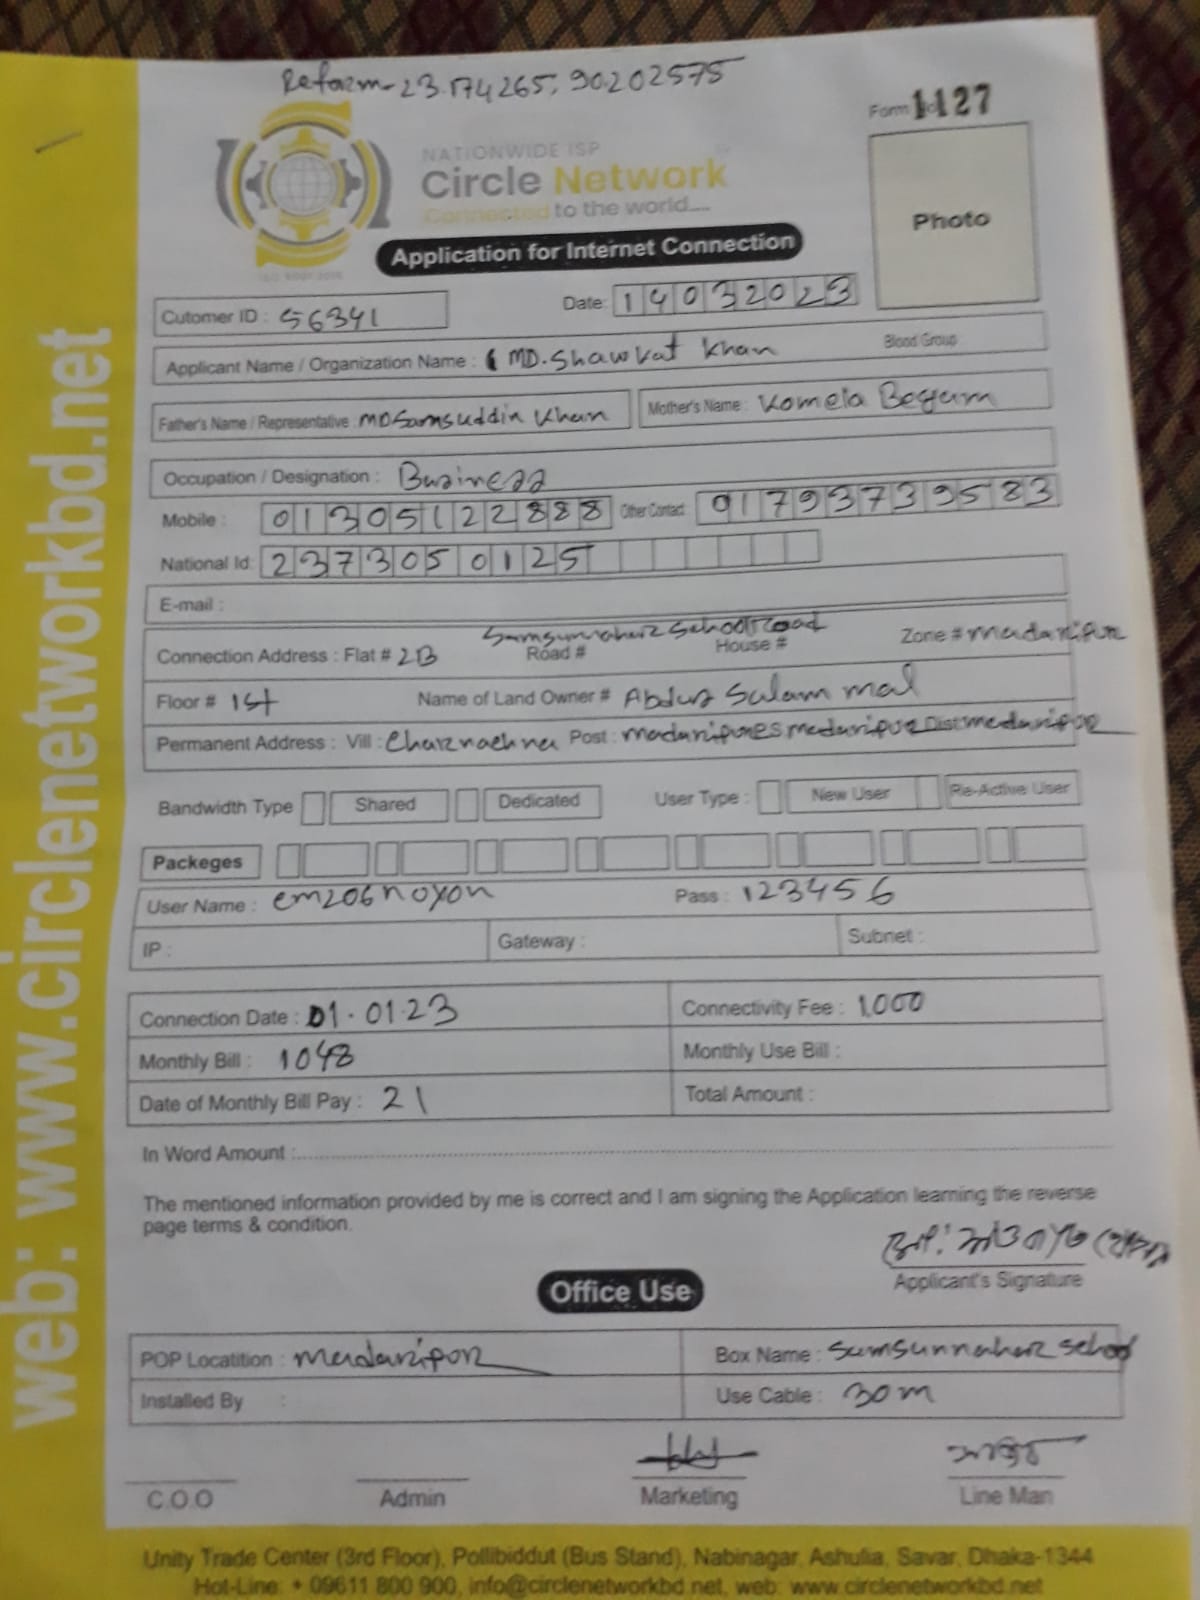 Reform-23.174265, 90.202575
Form 1127
NATIONWIDE ISP
Circle Network
Connected to the world....
Photo
Application for Internet Connection
Cutomer ID : 56341
Date: 14032023
Applicant Name / Organization Name : MD. Shawkat Khan Blood Group :
Father's Name / Representative : MD Samsuddin Khan Mother's Name : Komela Begum
Occupation / Designation : Business
Mobile : 01305122888 Other Contact 01793739583
National Id: 2373050125
E-mail :
Samsunnahar School Road
Connection Address : Flat # 2B Road # House # Zone # madaripur
Floor # 1st Name of Land Owner # Abdus Salam mal
Permanent Address : Vill : Charnachna Post : madaripur PS madaripur Dist madaripur
Bandwidth Type Shared Dedicated User Type : New User Re-Active User
Packeges
User Name : emz06noyon Pass : 123456
IP : Gateway : Subnet :
Connection Date : 01.01.23 Connectivity Fee : 1,000
Monthly Bill : 1048 Monthly Use Bill :
Date of Monthly Bill Pay : 21 Total Amount :
In Word Amount :
The mentioned information provided by me is correct and I am signing the Application learning the reverse
page terms & condition.
Applicant's Signature
Office Use
POP Locatition : madaripur Box Name : Samsunnahar school
Installed By : Use Cable : 30m
C.O.O Admin Marketing Line Man
Unity Trade Center (3rd Floor), Pollibiddut (Bus Stand), Nabinagar, Ashulia, Savar, Dhaka-1344
Hot-Line: + 09611 800 900, info@circlenetworkbd.net, web: www.circlenetworkbd.net
web: www.circlenetworkbd.net